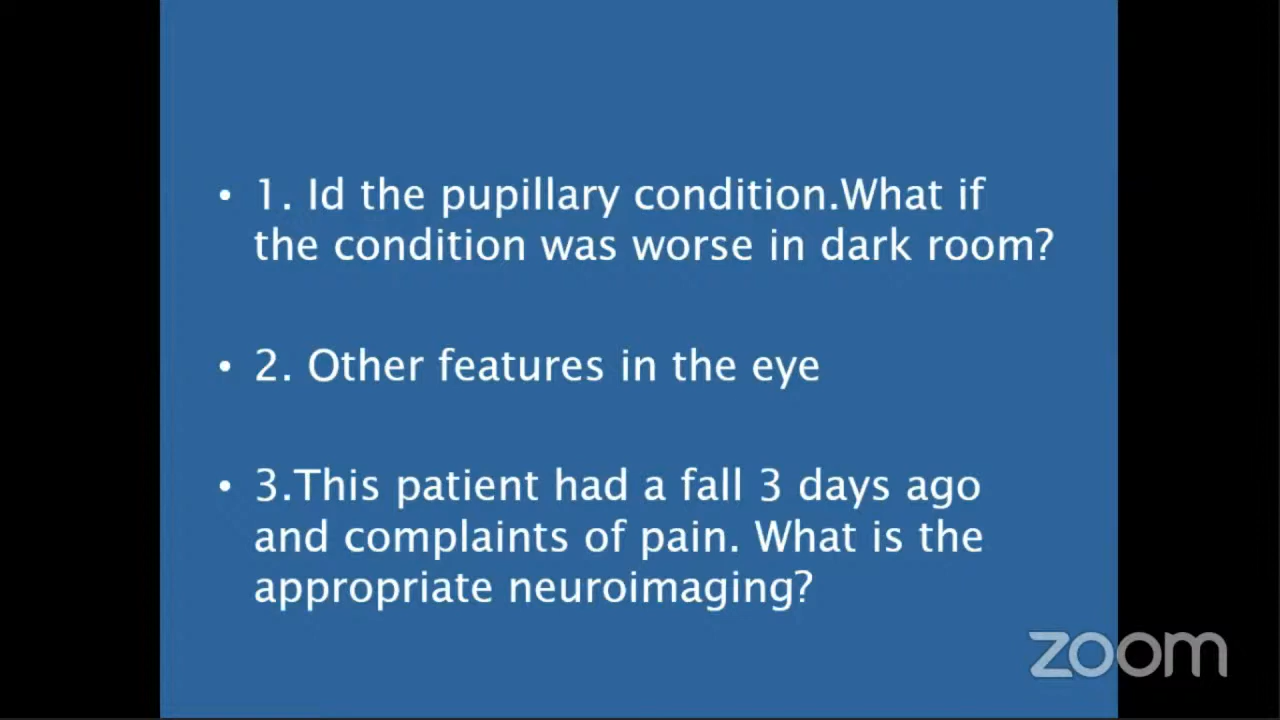 • 1. Id the pupillary condition.What if
the condition was worse in dark room?
• 2. Other features in the eye
• 3.This patient had a fall 3 days ago
and complaints of pain. What is the
appropriate neuroimaging?
zoom